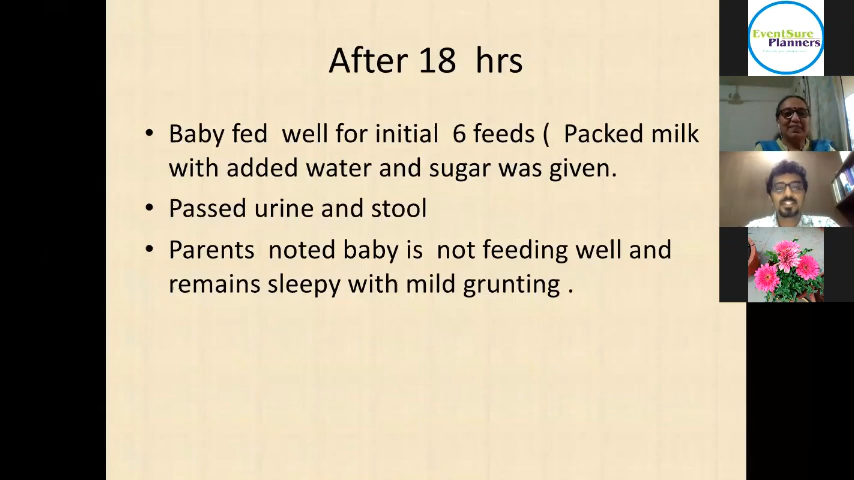 After 18 hrs
• Baby fed well for initial 6 feeds ( Packed milk
with added water and sugar was given.
• Passed urine and stool
• Parents noted baby is not feeding well and
remains sleepy with mild grunting .
EventSure
Planners